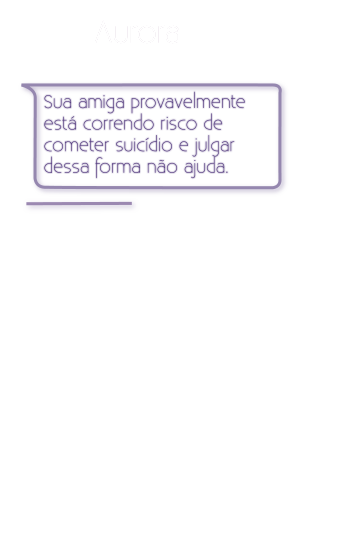 Aurora
Sua amiga provavelmente
está correndo risco de
cometer suicídio e julgar
dessa forma não ajuda.